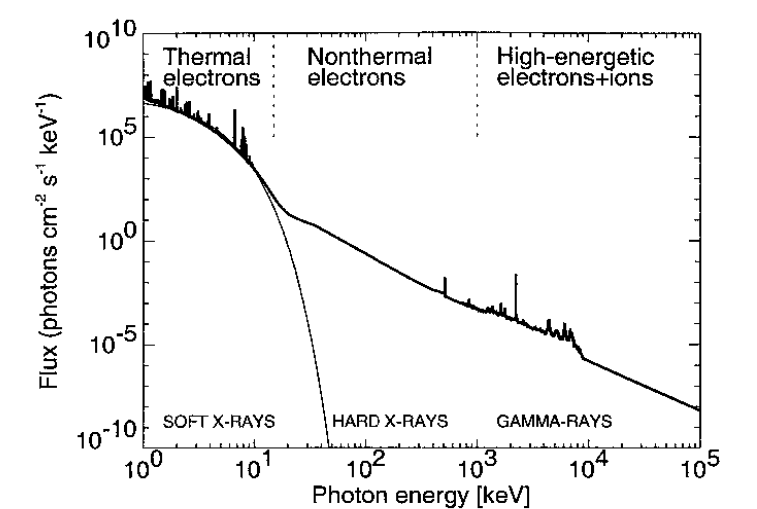 10^10
Thermal electrons
Nonthermal electrons
High-energetic electrons+ions
10^5
10^0
10^-5
10^-10
Flux (photons cm^-2 s^-1 keV^-1)
SOFT X-RAYS
HARD X-RAYS
GAMMA-RAYS
10^0
10^1
10^2
10^3
10^4
10^5
Photon energy [keV]